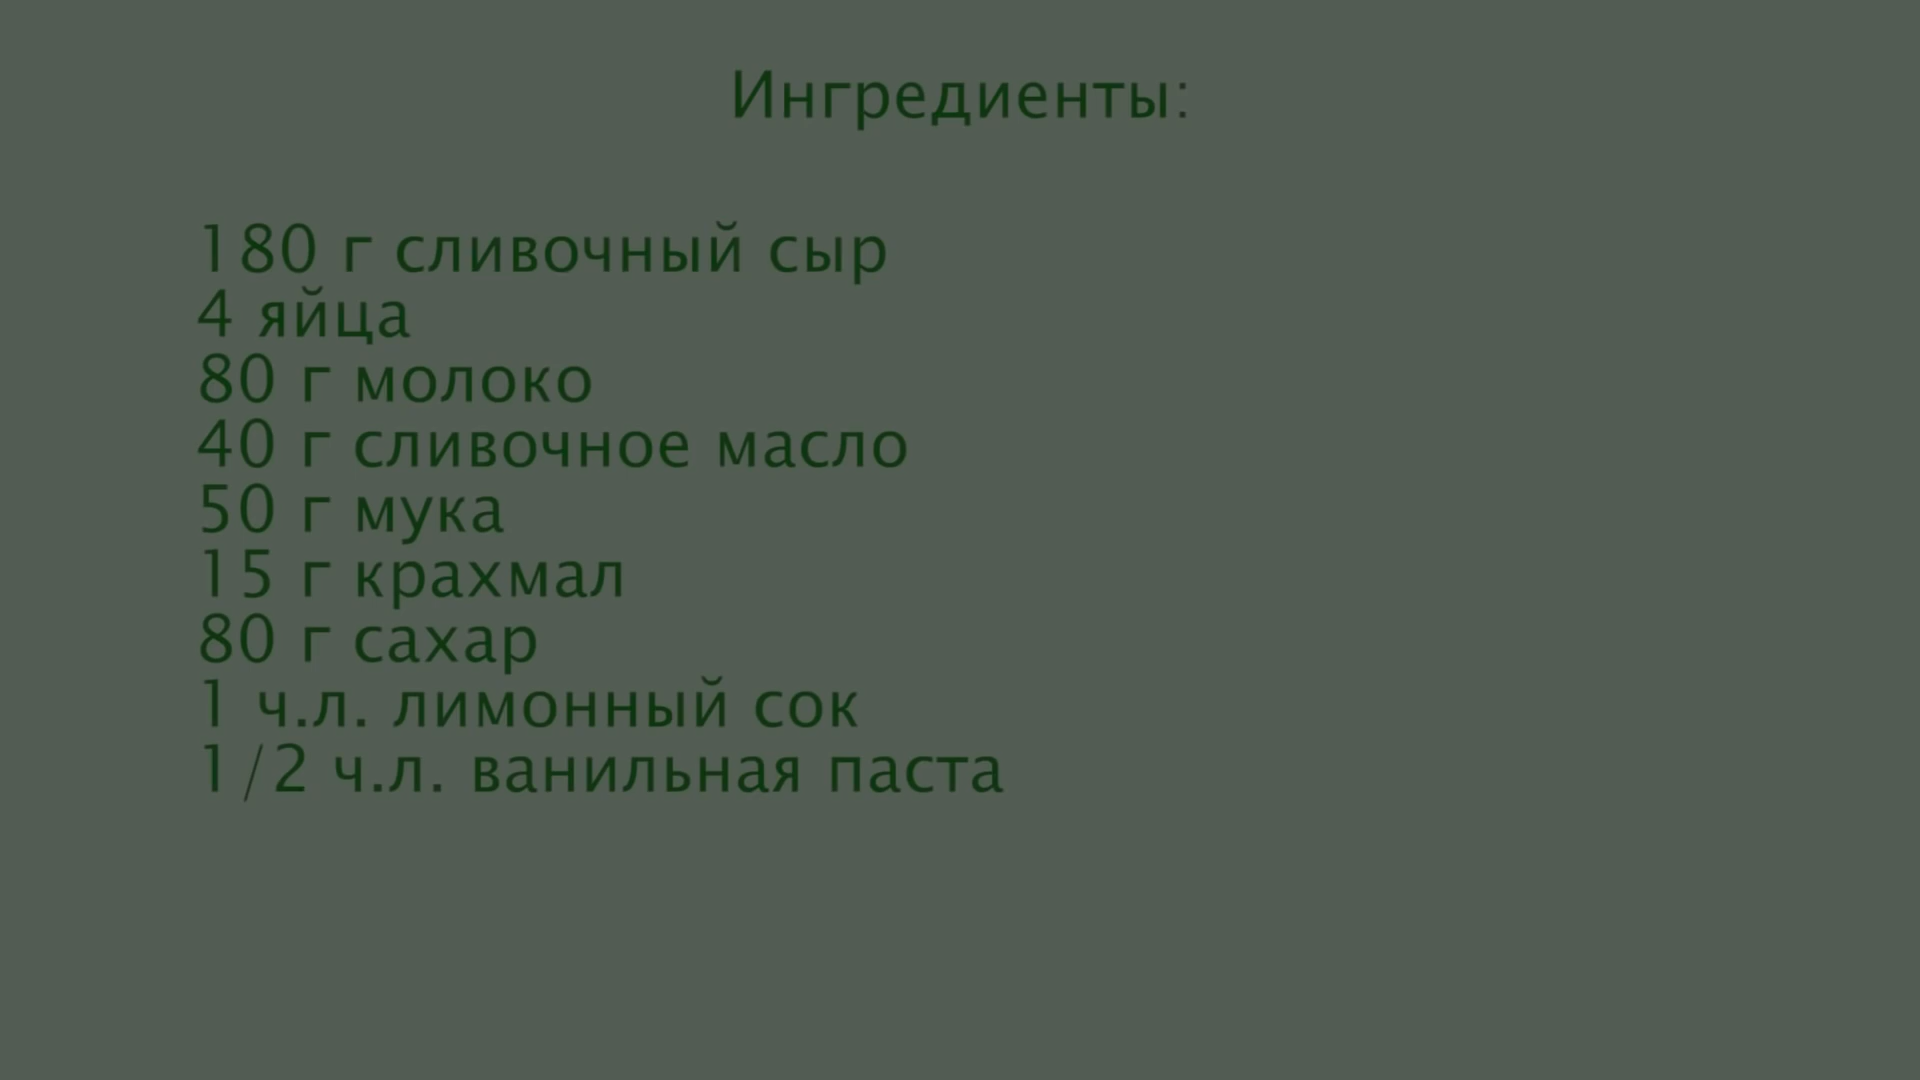 Ингредиенты:
180 г сливочный сыр
4 яйца
80 г молоко
40 г сливочное масло
50 г мука
15 г крахмал
80 г сахар
1 ч.л. лимонный сок
1/2 ч.л. ванильная паста